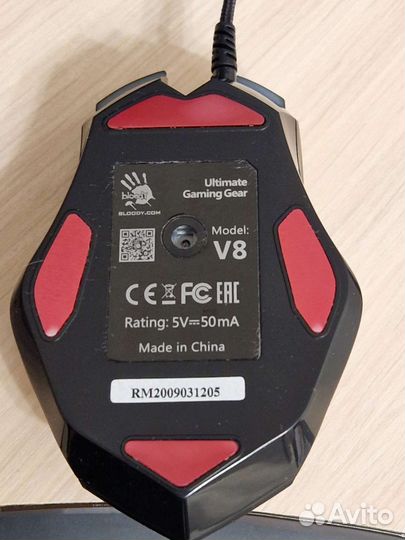 Ultimate
Gaming Gear
bloody
BLOODY.COM
Model:
V8
CE FC EAC
Rating: 5V⎓50mA
Made in China
RM2009031205
Avito